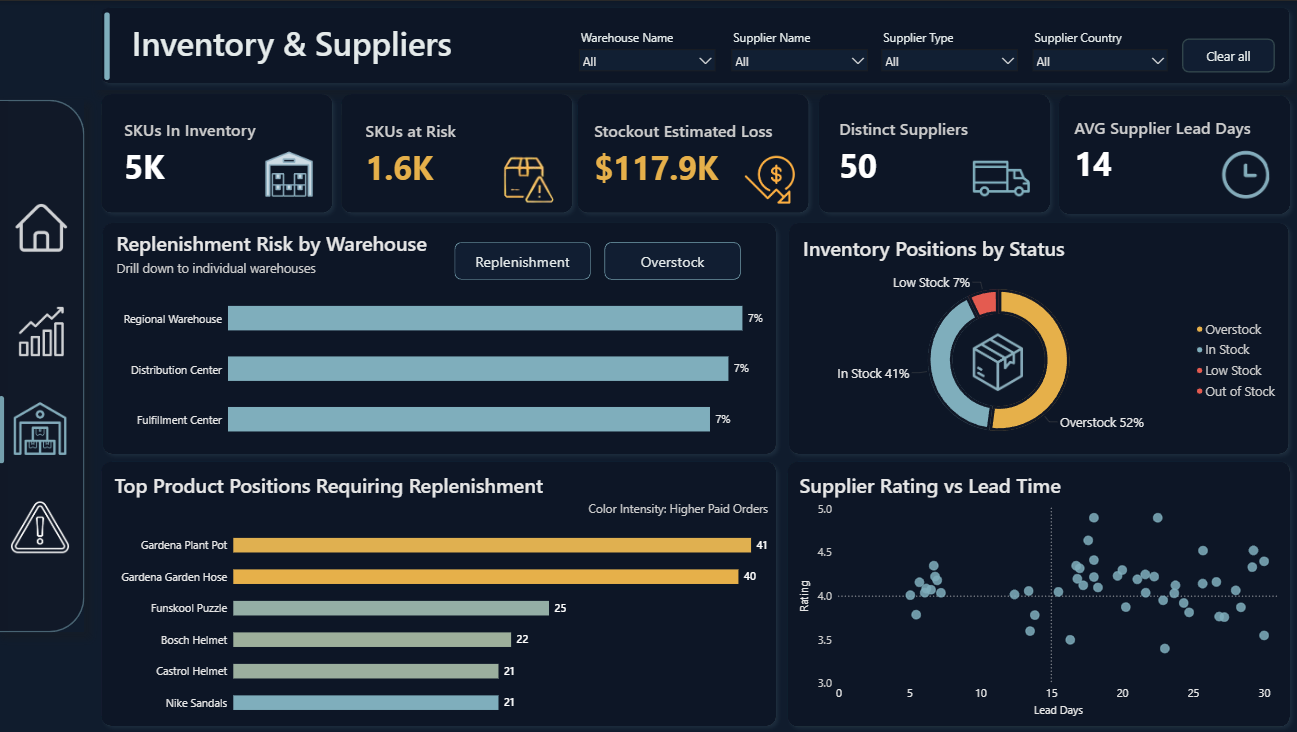 Inventory & Suppliers
Warehouse Name
All
Supplier Name
All
Supplier Type
All
Supplier Country
All
Clear all
SKUs In Inventory
5K
SKUs at Risk
1.6K
Stockout Estimated Loss
$117.9K
Distinct Suppliers
50
AVG Supplier Lead Days
14
Replenishment Risk by Warehouse
Drill down to individual warehouses
Replenishment
Overstock
Regional Warehouse 7%
Distribution Center 7%
Fulfillment Center 7%
Inventory Positions by Status
Low Stock 7%
In Stock 41%
Overstock 52%
Overstock
In Stock
Low Stock
Out of Stock
Top Product Positions Requiring Replenishment
Color Intensity: Higher Paid Orders
Gardena Plant Pot 41
Gardena Garden Hose 40
Funskool Puzzle 25
Bosch Helmet 22
Castrol Helmet 21
Nike Sandals 21
Supplier Rating vs Lead Time
Rating
5.0
4.5
4.0
3.5
3.0
0 5 10 15 20 25 30
Lead Days